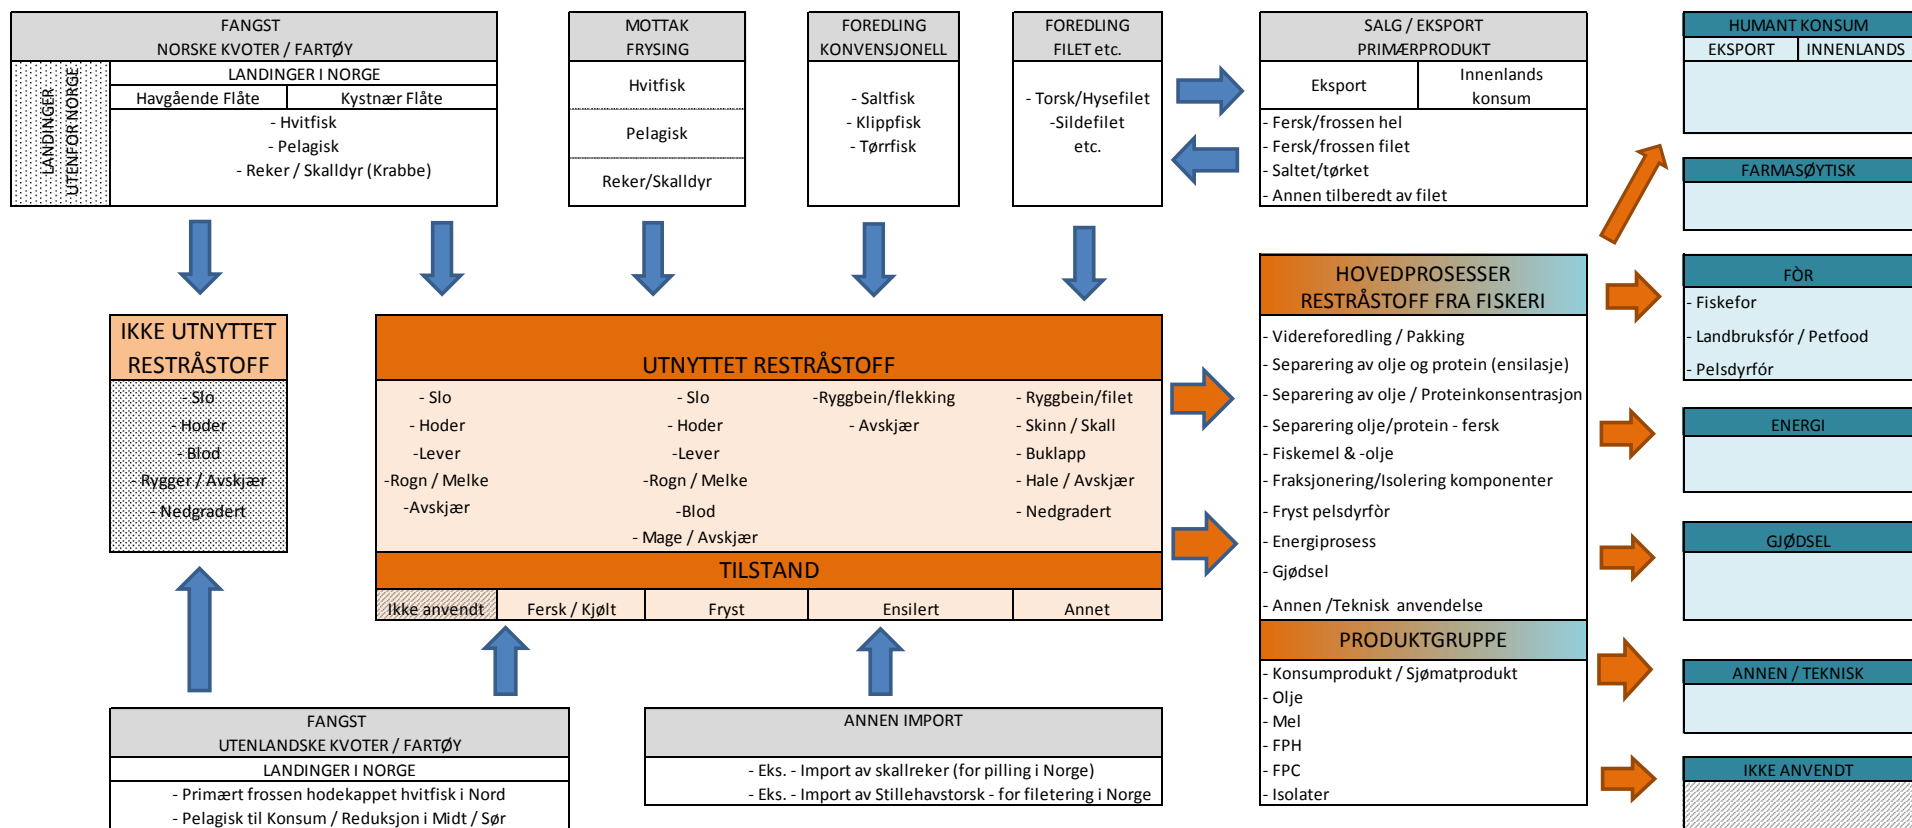 FANGST
NORSKE KVOTER / FARTØY
LANDINGER
UTENFOR NORGE
LANDINGER I NORGE
Havgående Flåte
Kystnær Flåte
- Hvitfisk
- Pelagisk
- Reker / Skalldyr (Krabbe)
MOTTAK
FRYSING
Hvitfisk
Pelagisk
Reker/Skalldyr
FOREDLING
KONVENSJONELL
- Saltfisk
- Klippfisk
- Tørrfisk
FOREDLING
FILET etc.
- Torsk/Hysefilet
-Sildefilet
etc.
SALG / EKSPORT
PRIMÆRPRODUKT
Eksport
Innenlands
konsum
- Fersk/frossen hel
- Fersk/frossen filet
- Saltet/tørket
- Annen tilberedt av filet
HUMANT KONSUM
EKSPORT
INNENLANDS
FARMASØYTISK
FÒR
- Fiskefor
- Landbruksfór / Petfood
- Pelsdyrfór
ENERGI
GJØDSEL
ANNEN / TEKNISK
IKKE ANVENDT
IKKE UTNYTTET
RESTRÅSTOFF
- Slo
- Hoder
- Blod
- Rygger / Avskjær
- Nedgradert
UTNYTTET RESTRÅSTOFF
- Slo
- Hoder
-Lever
-Rogn / Melke
-Avskjær
- Slo
- Hoder
-Lever
-Rogn / Melke
-Blod
- Mage / Avskjær
-Ryggbein/flekking
- Avskjær
- Ryggbein/filet
- Skinn / Skall
- Buklapp
- Hale / Avskjær
- Nedgradert
TILSTAND
Ikke anvendt
Fersk / Kjølt
Fryst
Ensilert
Annet
HOVEDPROSESSER
RESTRÅSTOFF FRA FISKERI
- Videreforedling / Pakking
- Separering av olje og protein (ensilasje)
- Separering av olje / Proteinkonsentrasjon
- Separering olje/protein - fersk
- Fiskemel & -olje
- Fraksjonering/Isolering komponenter
- Fryst pelsdyrfòr
- Energiprosess
- Gjødsel
- Annen /Teknisk anvendelse
PRODUKTGRUPPE
- Konsumprodukt / Sjømatprodukt
- Olje
- Mel
- FPH
- FPC
- Isolater
FANGST
UTENLANDSKE KVOTER / FARTØY
LANDINGER I NORGE
- Primært frossen hodekappet hvitfisk i Nord
- Pelagisk til Konsum / Reduksjon i Midt / Sør
ANNEN IMPORT
- Eks. - Import av skallreker (for pilling i Norge)
- Eks. - Import av Stillehavstorsk - for filetering i Norge